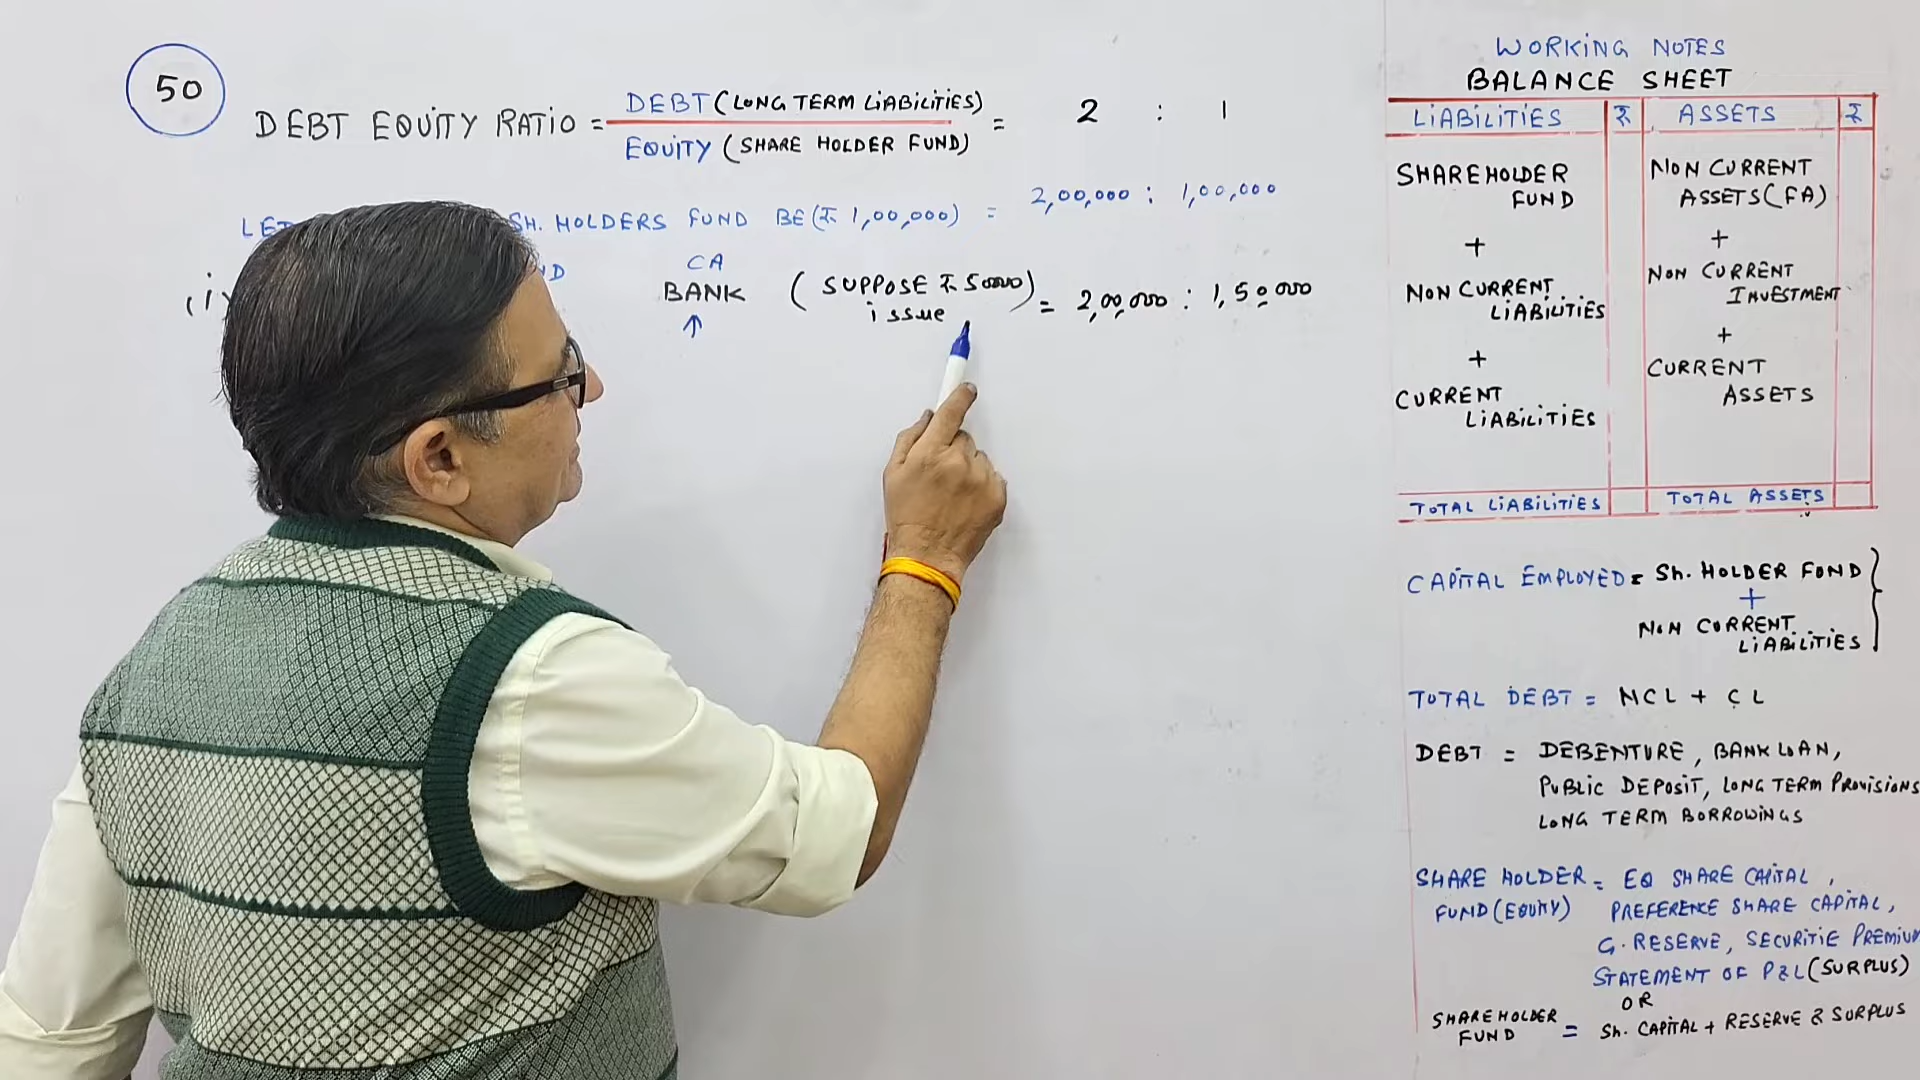 50
DEBT EQUITY RATIO = DEBT (LONG TERM LIABILITIES) / EQUITY (SHARE HOLDER FUND) = 2 : 1
SH. HOLDERS FUND BE (₹ 1,00,000) = 2,00,000 : 1,00,000
(i)
CA
BANK (SUPPOSE ₹ 50000 issue) = 2,00,000 : 1,50,000
↑
WORKING NOTES
BALANCE SHEET
LIABILITIES ₹ ASSETS ₹
SHAREHOLDER FUND
+
NON CURRENT LIABILITIES
+
CURRENT LIABILITIES
TOTAL LIABILITIES
NON CURRENT ASSETS (FA)
+
NON CURRENT INVESTMENT
+
CURRENT ASSETS
TOTAL ASSETS
CAPITAL EMPLOYED = SH. HOLDER FUND
+
NON CURRENT LIABILITIES
TOTAL DEBT = NCL + CL
DEBT = DEBENTURE, BANK LOAN,
PUBLIC DEPOSIT, LONG TERM PROVISIONS
LONG TERM BORROWINGS
SHARE HOLDER FUND (EQUITY) = EQ SHARE CAPITAL,
PREFERENCE SHARE CAPITAL,
G. RESERVE, SECURITIE PREMIUM
STATEMENT OF P&L (SURPLUS)
OR
SHAREHOLDER FUND = SH. CAPITAL + RESERVE & SURPLUS